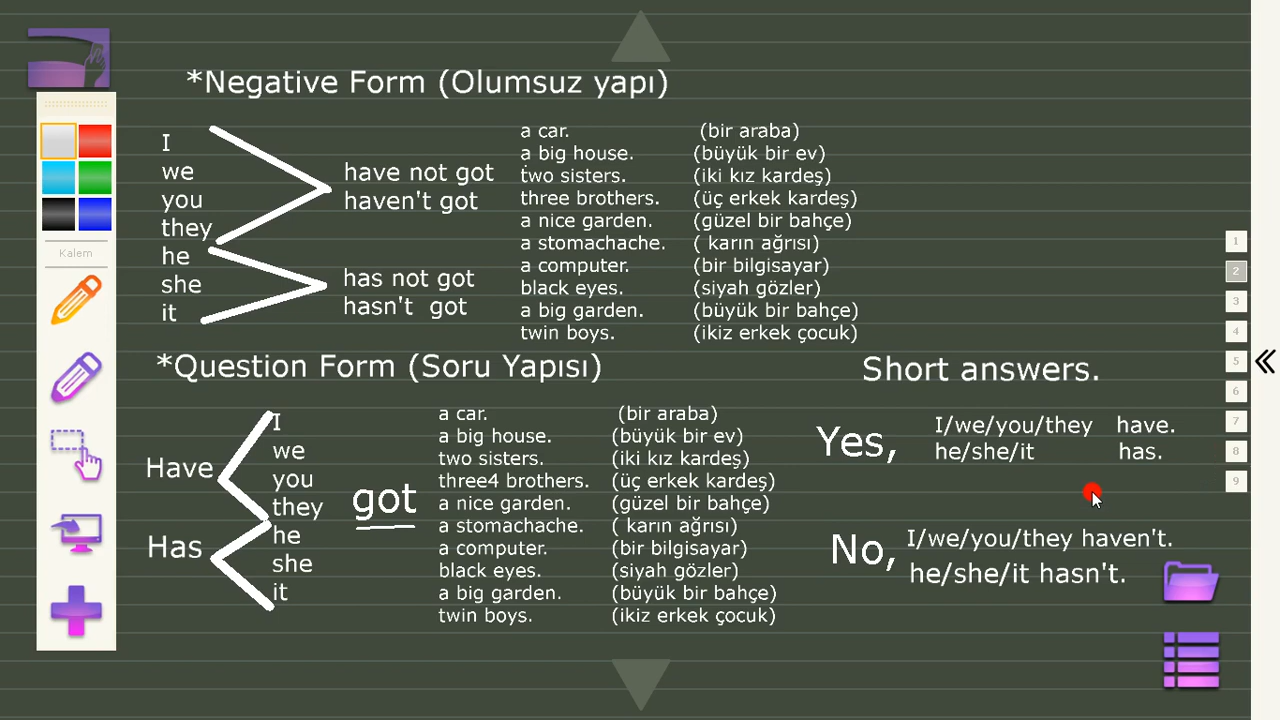 *Negative Form (Olumsuz yapı)
I
we
you
they
he
she
it
have not got
haven't got
has not got
hasn't got
a car. (bir araba)
a big house. (büyük bir ev)
two sisters. (iki kız kardeş)
three brothers. (üç erkek kardeş)
a nice garden. (güzel bir bahçe)
a stomachache. ( karın ağrısı)
a computer. (bir bilgisayar)
black eyes. (siyah gözler)
a big garden. (büyük bir bahçe)
twin boys. (ikiz erkek çocuk)
Kalem
*Question Form (Soru Yapısı)
Have
Has
I
we
you
they
he
she
it
got
a car. (bir araba)
a big house. (büyük bir ev)
two sisters. (iki kız kardeş)
three4 brothers. (üç erkek kardeş)
a nice garden. (güzel bir bahçe)
a stomachache. ( karın ağrısı)
a computer. (bir bilgisayar)
black eyes. (siyah gözler)
a big garden. (büyük bir bahçe)
twin boys. (ikiz erkek çocuk)
Short answers.
Yes,
I/we/you/they have.
he/she/it has.
No,
I/we/you/they haven't.
he/she/it hasn't.
1
2
3
4
5
6
7
8
9